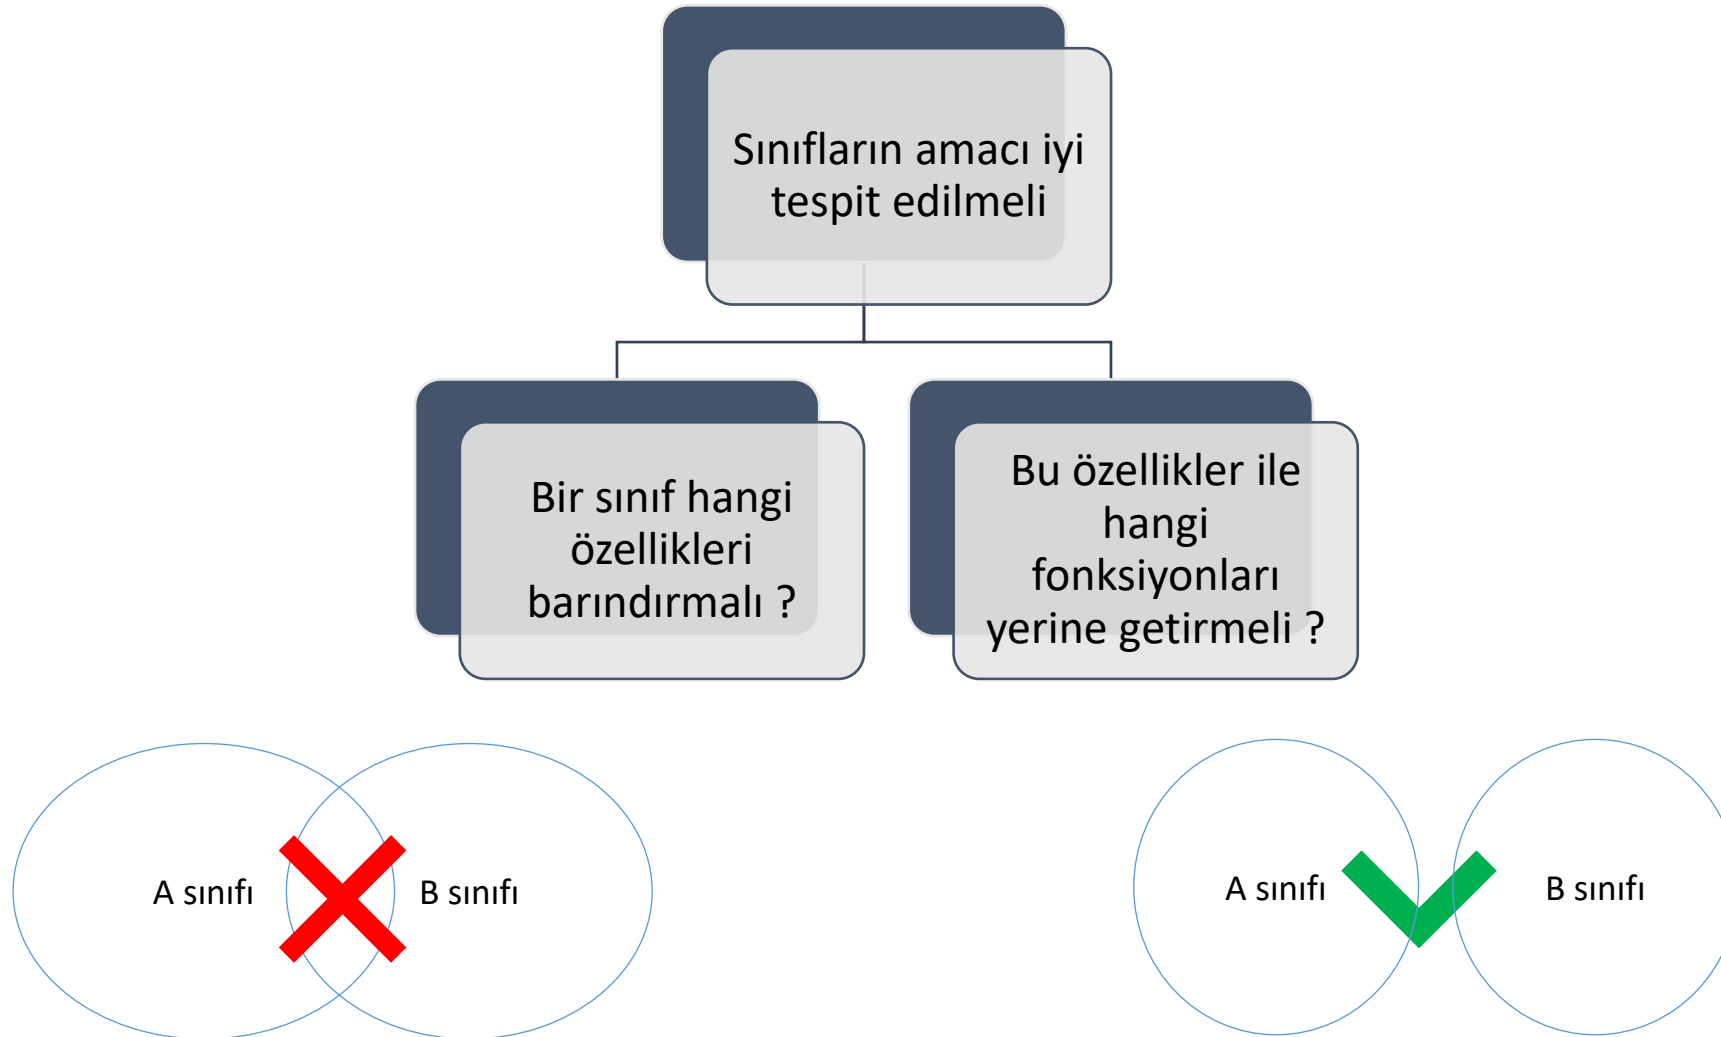 Sınıfların amacı iyi
tespit edilmeli
Bir sınıf hangi
özellikleri
barındırmalı ?
Bu özellikler ile
hangi
fonksiyonları
yerine getirmeli ?
A sınıfı
B sınıfı
A sınıfı
B sınıfı